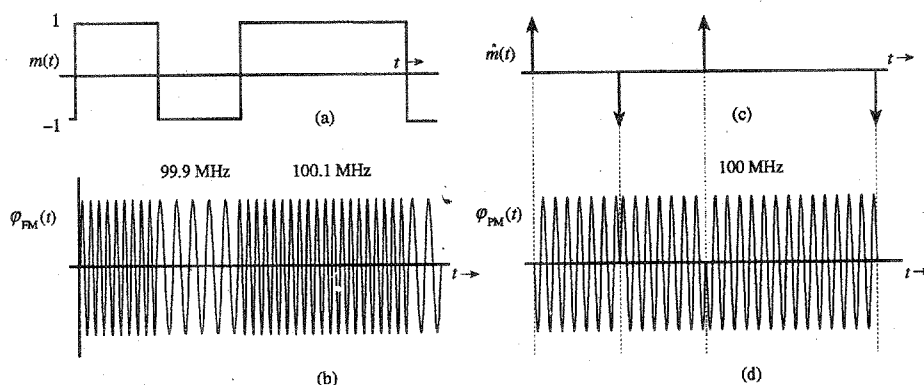 1
m(t)
t →
−1
(a)
99.9 MHz
100.1 MHz
φFM(t)
t →
(b)
ṁ(t)
t →
(c)
100 MHz
φPM(t)
t →
(d)